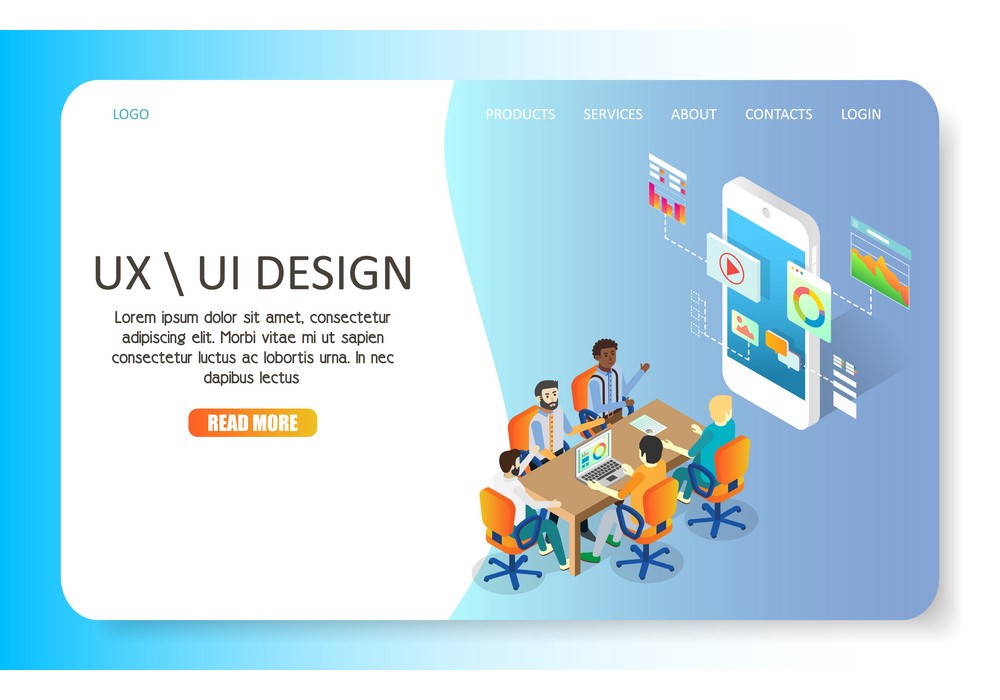 LOGO
PRODUCTS SERVICES ABOUT CONTACTS LOGIN
UX \ UI DESIGN
Lorem ipsum dolor sit amet, consectetur
adipiscing elit. Morbi vitae mi ut sapien
consectetur luctus ac lobortis urna. In nec
dapibus lectus
READ MORE